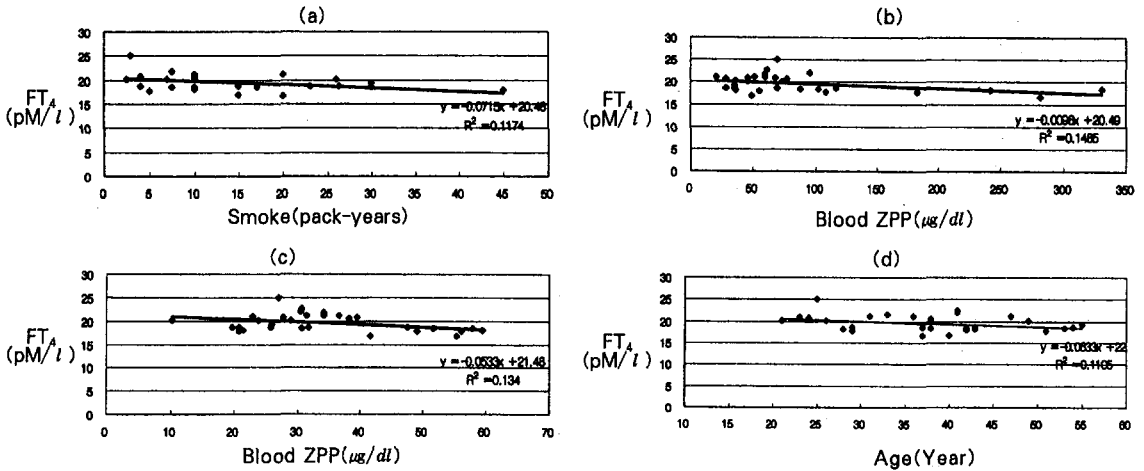 (a)
30
25
20
15
10
5
0
FT4
(pM/l)
y = -0.0715x + 20.46
R² = 0.1174
0 5 10 15 20 25 30 35 40 45 50
Smoke(pack-years)
(b)
30
25
20
15
10
5
0
FT4
(pM/l)
y = -0.0098x + 20.49
R² = 0.1465
0 50 100 150 200 250 300 350
Blood ZPP(μg/dl)
(c)
30
25
20
15
10
5
0
FT4
(pM/l)
y = -0.0533x + 21.46
R² = 0.134
0 10 20 30 40 50 60 70
Blood ZPP(μg/dl)
(d)
30
25
20
15
10
5
0
FT4
(pM/l)
y = -0.0633x + 22
R² = 0.1105
10 15 20 25 30 35 40 45 50 55 60
Age(Year)